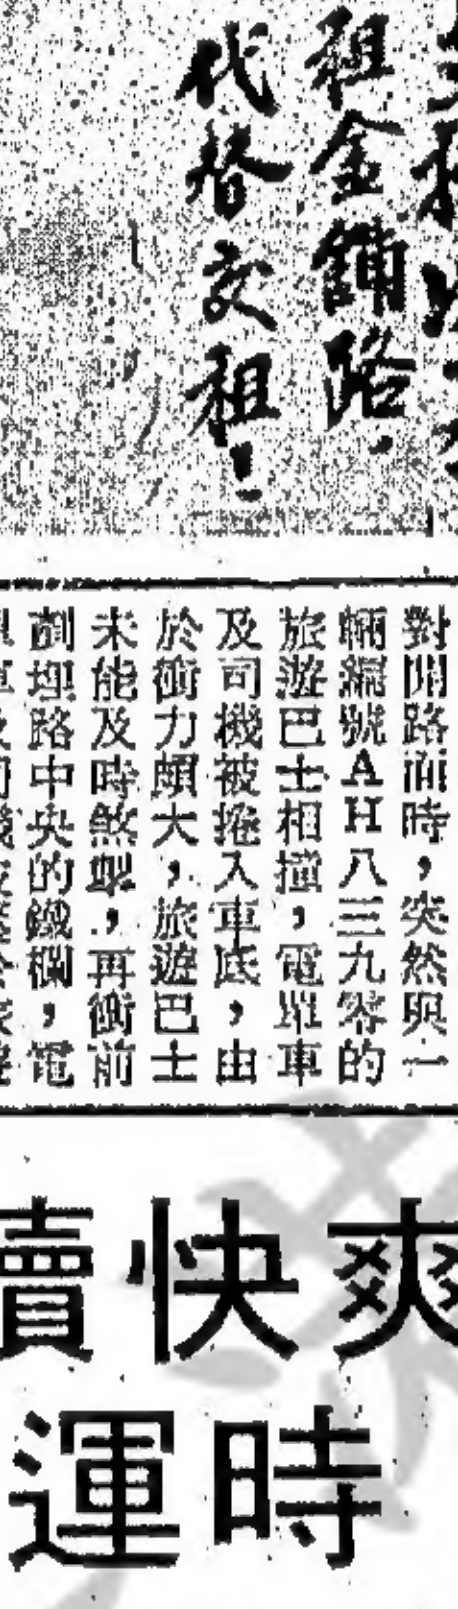 租金舖路.
代替交租!!
對開路面時，突然與一
輛編號AH八三九零的
旅遊巴士相撞，電單車
及司機被捲入車底，由
於衝力頗大，旅遊巴士
未能及時煞掣，再衝前
剷埋路中央的鐵欄，電
爽快賣
時運